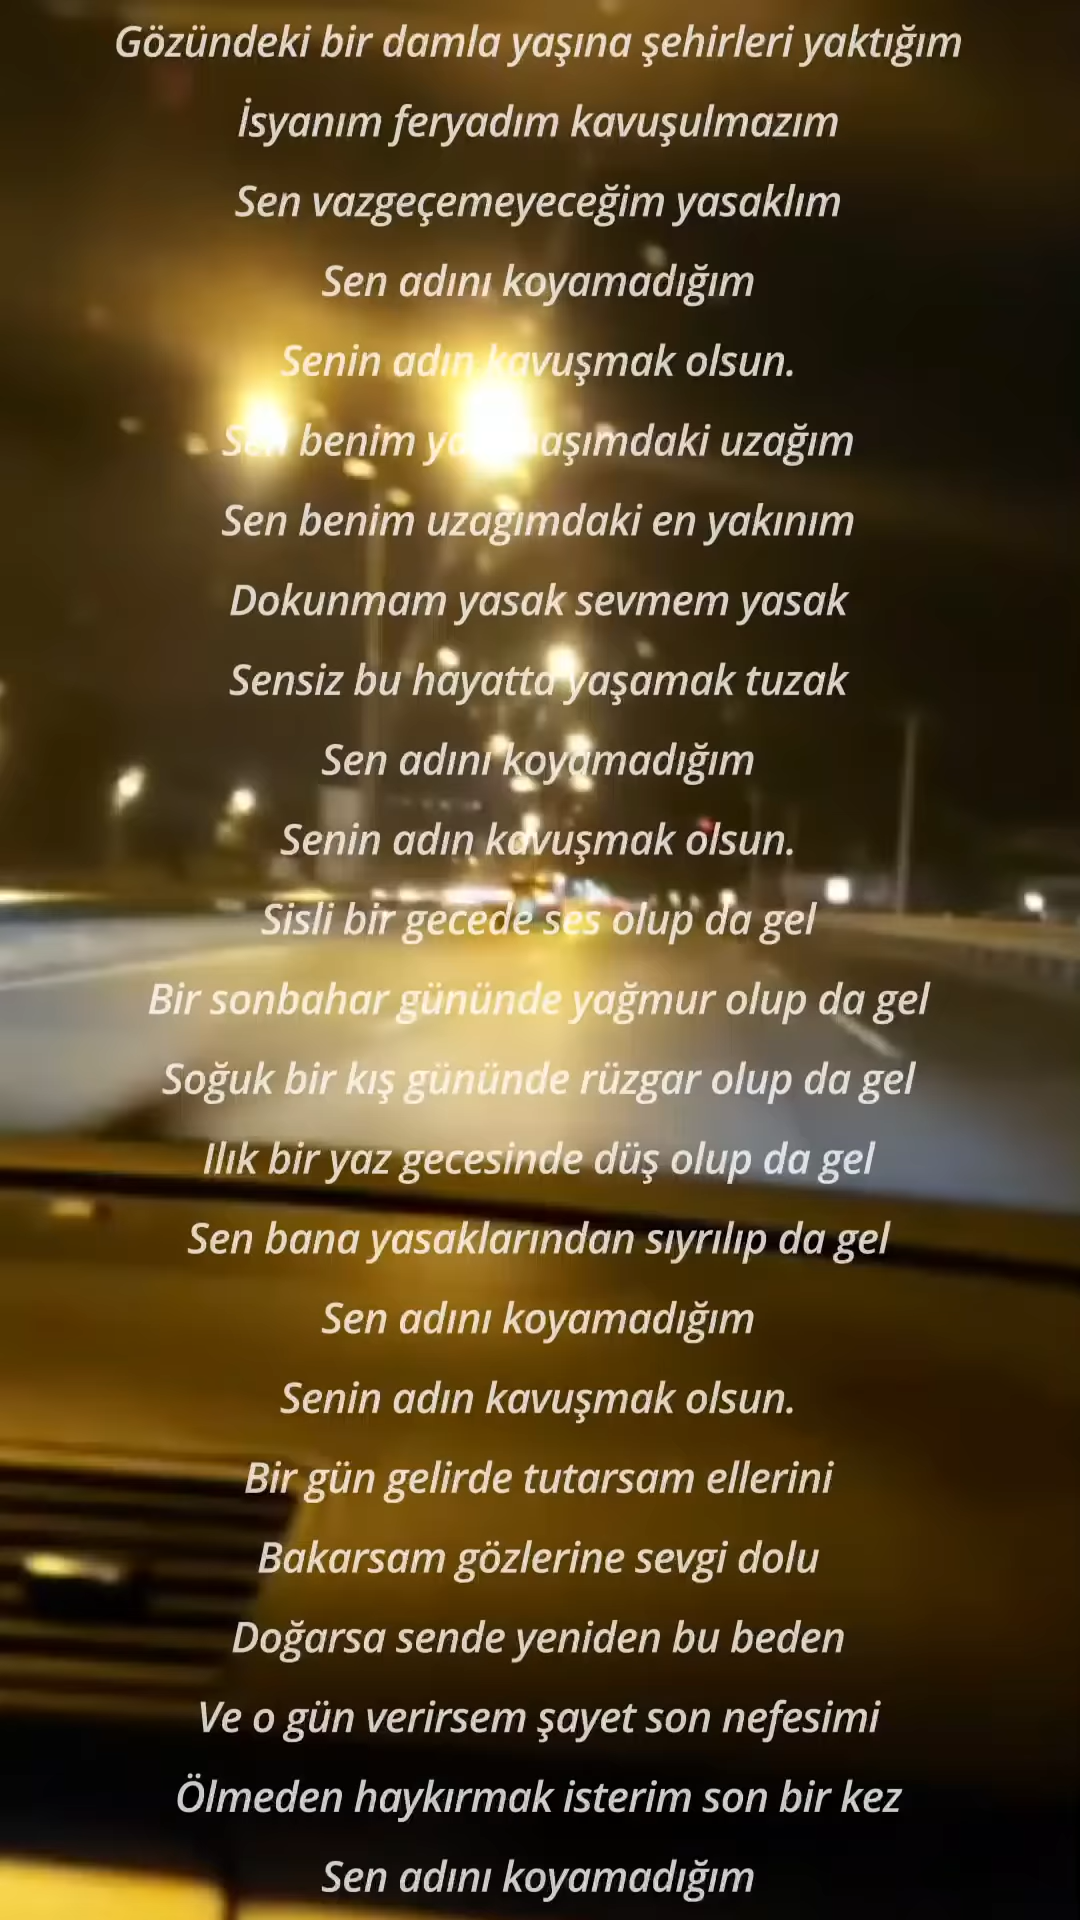 Gözündeki bir damla yaşına şehirleri yaktığım
İsyanım feryadım kavuşulmazım
Sen vazgeçemeyeceğim yasaklım
Sen adını koyamadığım
Senin adın kavuşmak olsun.
Sen benim uzağım
Sen benim uzağımdaki en yakınım
Dokunmam yasak sevmem yasak
Sensiz bu hayatta yaşamak tuzak
Sen adını koyamadığım
Senin adın kavuşmak olsun.
Sisli bir gecede ses olup da gel
Bir sonbahar gününde yağmur olup da gel
Soğuk bir kış gününde rüzgar olup da gel
Ilık bir yaz gecesinde düş olup da gel
Sen bana yasaklarından sıyrılıp da gel
Sen adını koyamadığım
Senin adın kavuşmak olsun.
Bir gün gelirde tutarsam ellerini
Bakarsam gözlerine sevgi dolu
Doğarsa sende yeniden bu beden
Ve o gün verirsem şayet son nefesimi
Ölmeden haykırmak isterim son bir kez
Sen adını koyamadığım